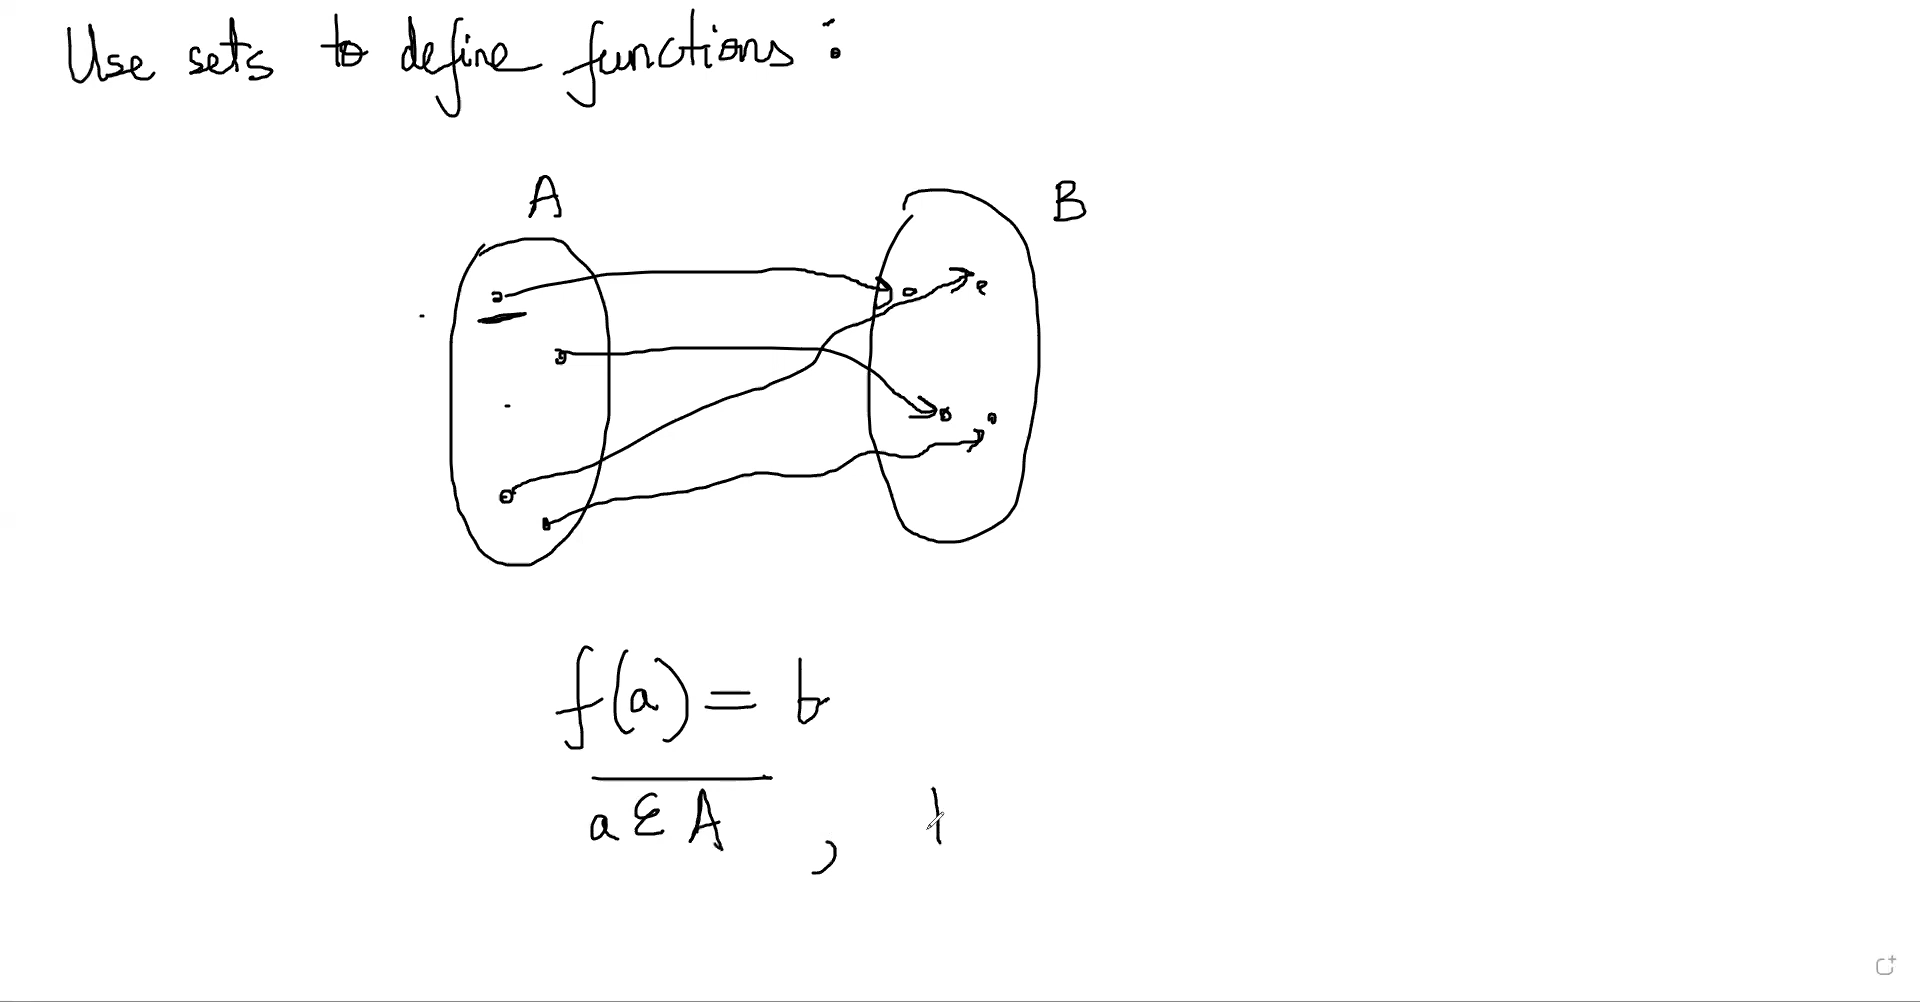 Use sets to define functions :
A B
f(a) = b
a ∈ A ,